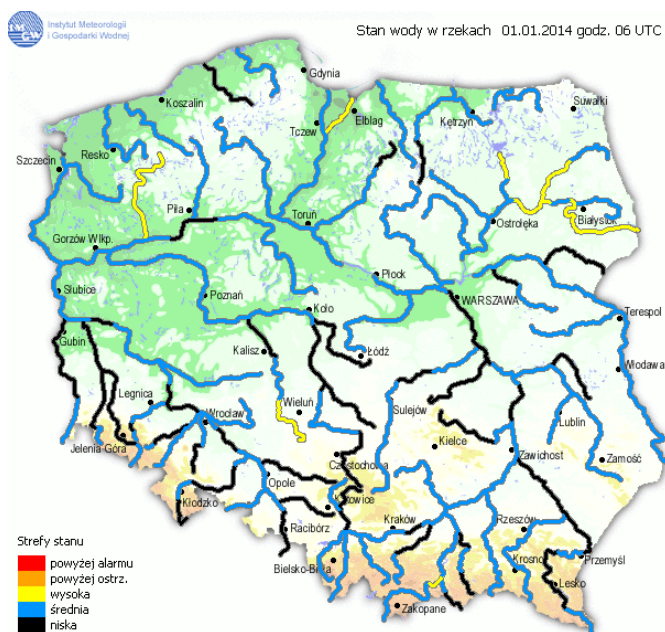 Instytut Meteorologii
i Gospodarki Wodnej
Stan wody w rzekach 01.01.2014 godz. 06 UTC
Gdynia
Koszalin
Suwałki
Tczew
Elbląg
Kętrzyn
Resko
Szczecin
Piła
Toruń
Ostrołęka
Białystok
Gorzów Wlkp.
Płock
Słubice
Poznań
Koło
WARSZAWA
Terespol
Gubin
Kalisz
Łódź
Włodawa
Legnica
Wieluń
Sulejów
Wrocław
Lublin
Jelenia Góra
Kielce
Zamość
Częstochowa
Zawichost
Opole
Kłodzko
Katowice
Racibórz
Kraków
Rzeszów
Bielsko-Biała
Krosno
Przemyśl
Lesko
Zakopane
Strefy stanu
powyżej alarmu
powyżej ostrz.
wysoka
średnia
niska